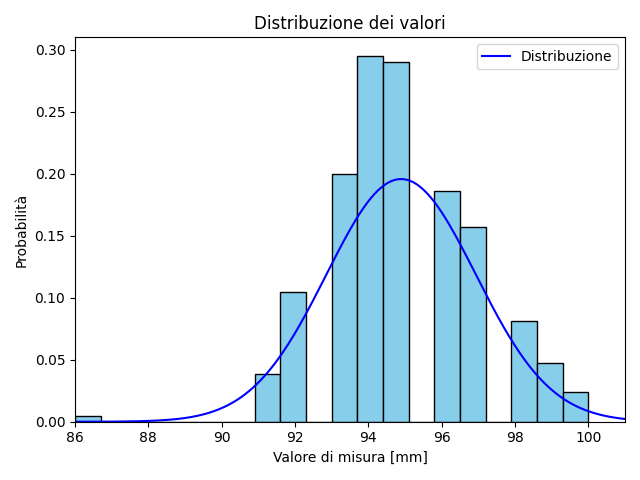 Distribuzione dei valori
Distribuzione
0.30
0.25
0.20
0.15
0.10
0.05
0.00
Probabilità
86 88 90 92 94 96 98 100
Valore di misura [mm]